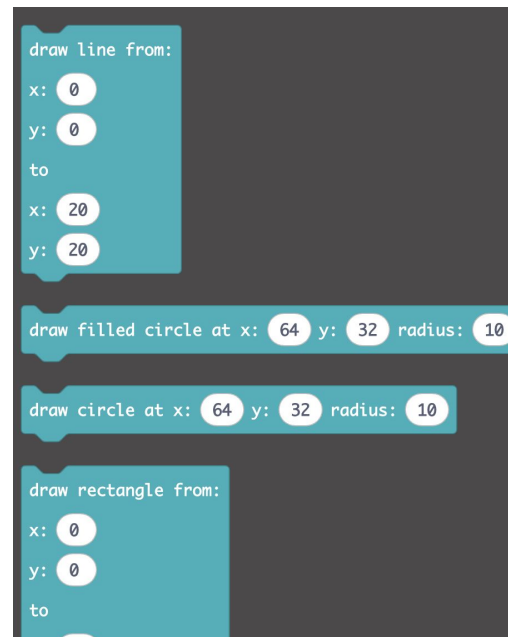 draw line from:
x: 0
y: 0
to
x: 20
y: 20
draw filled circle at x: 64 y: 32 radius: 10
draw circle at x: 64 y: 32 radius: 10
draw rectangle from:
x: 0
y: 0
to